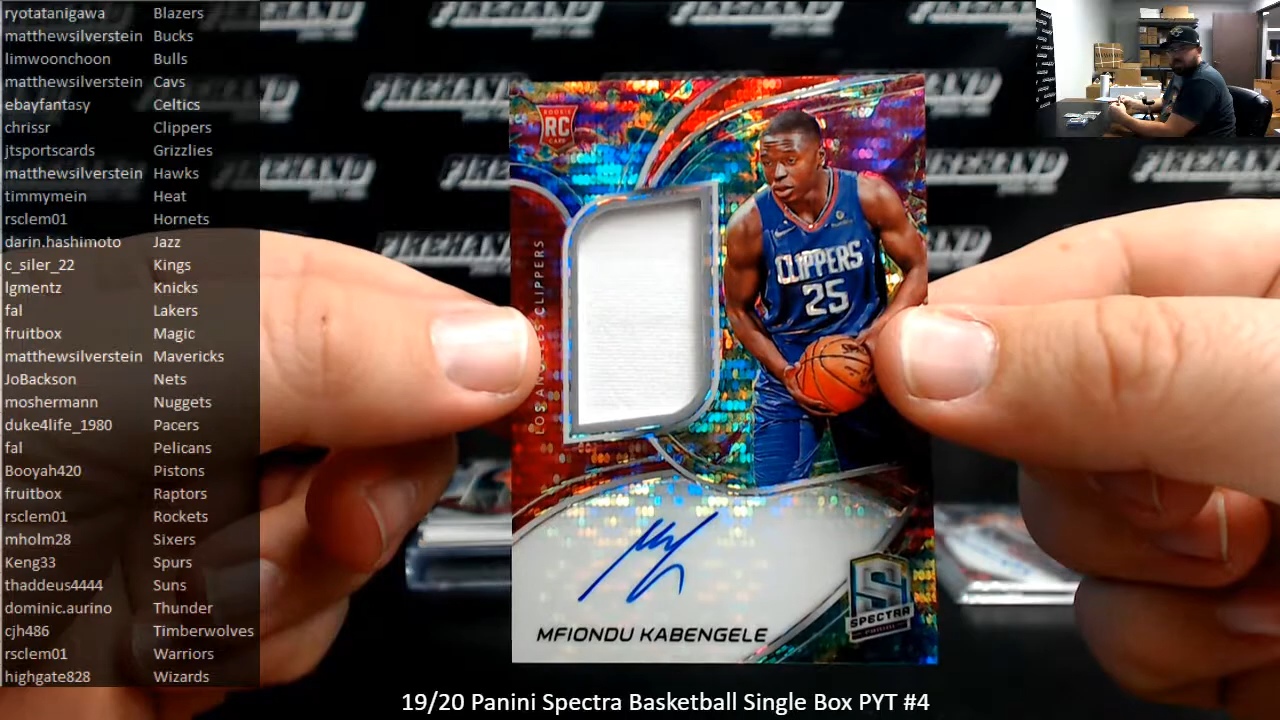 ryotatanigawa Blazers
matthewsilverstein Bucks
limwoonchoon Bulls
matthewsilverstein Cavs
ebayfantasy Celtics
chrissr Clippers
jtsportscards Grizzlies
matthewsilverstein Hawks
timmymein Heat
rsclem01 Hornets
darin.hashimoto Jazz
c_siler_22 Kings
lgmentz Knicks
fal Lakers
fruitbox Magic
matthewsilverstein Mavericks
JoBackson Nets
moshermann Nuggets
duke4life_1980 Pacers
fal Pelicans
Booyah420 Pistons
fruitbox Raptors
rsclem01 Rockets
mholm28 Sixers
Keng33 Spurs
thaddeus4444 Suns
dominic.aurino Thunder
cjh486 Timberwolves
rsclem01 Warriors
highgate828 Wizards
FIREHAND
ROOKIE
RC
CARD
LOS ANGELES CLIPPERS
CLIPPERS
25
MFIONDU KABENGELE
S
SPECTRA
PANINI
19/20 Panini Spectra Basketball Single Box PYT #4